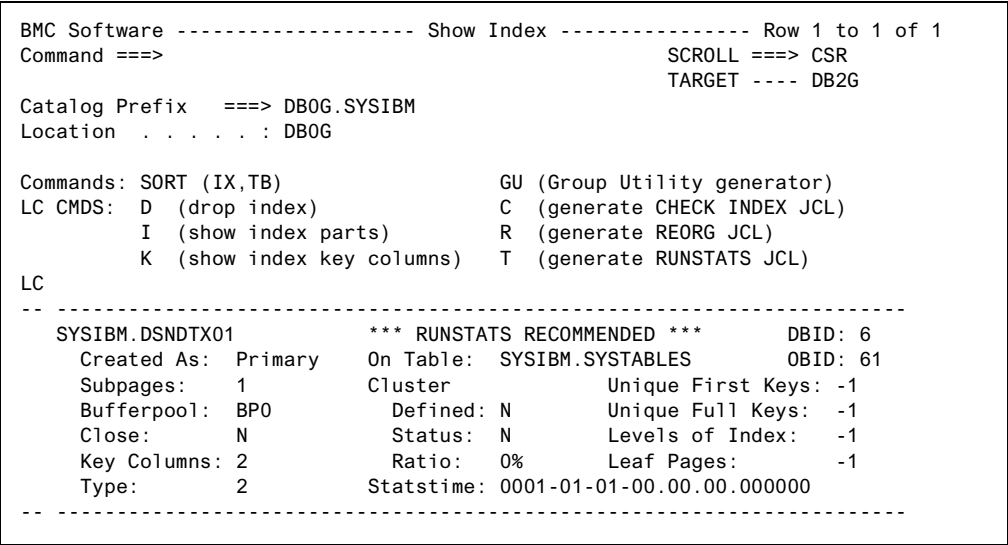 BMC Software -------------------- Show Index ---------------- Row 1 to 1 of 1
Command ===>                                          SCROLL ===> CSR
                                                      TARGET ---- DB2G
Catalog Prefix   ===> DB0G.SYSIBM
Location  . . . . . : DB0G

Commands: SORT (IX,TB)                  GU (Group Utility generator)
LC CMDS:  D  (drop index)               C  (generate CHECK INDEX JCL)
          I  (show index parts)         R  (generate REORG JCL)
          K  (show index key columns)   T  (generate RUNSTATS JCL)
LC
-- -----------------------------------------------------------------------
   SYSIBM.DSNDTX01           *** RUNSTATS RECOMMENDED ***       DBID: 6
     Created As:  Primary    On Table:  SYSIBM.SYSTABLES        OBID: 61
     Subpages:    1          Cluster             Unique First Keys: -1
     Bufferpool:  BP0          Defined: N        Unique Full Keys:  -1
     Close:       N            Status:  N        Levels of Index:   -1
     Key Columns: 2            Ratio:   0%       Leaf Pages:        -1
     Type:        2          Statstime: 0001-01-01-00.00.00.000000
-- -----------------------------------------------------------------------